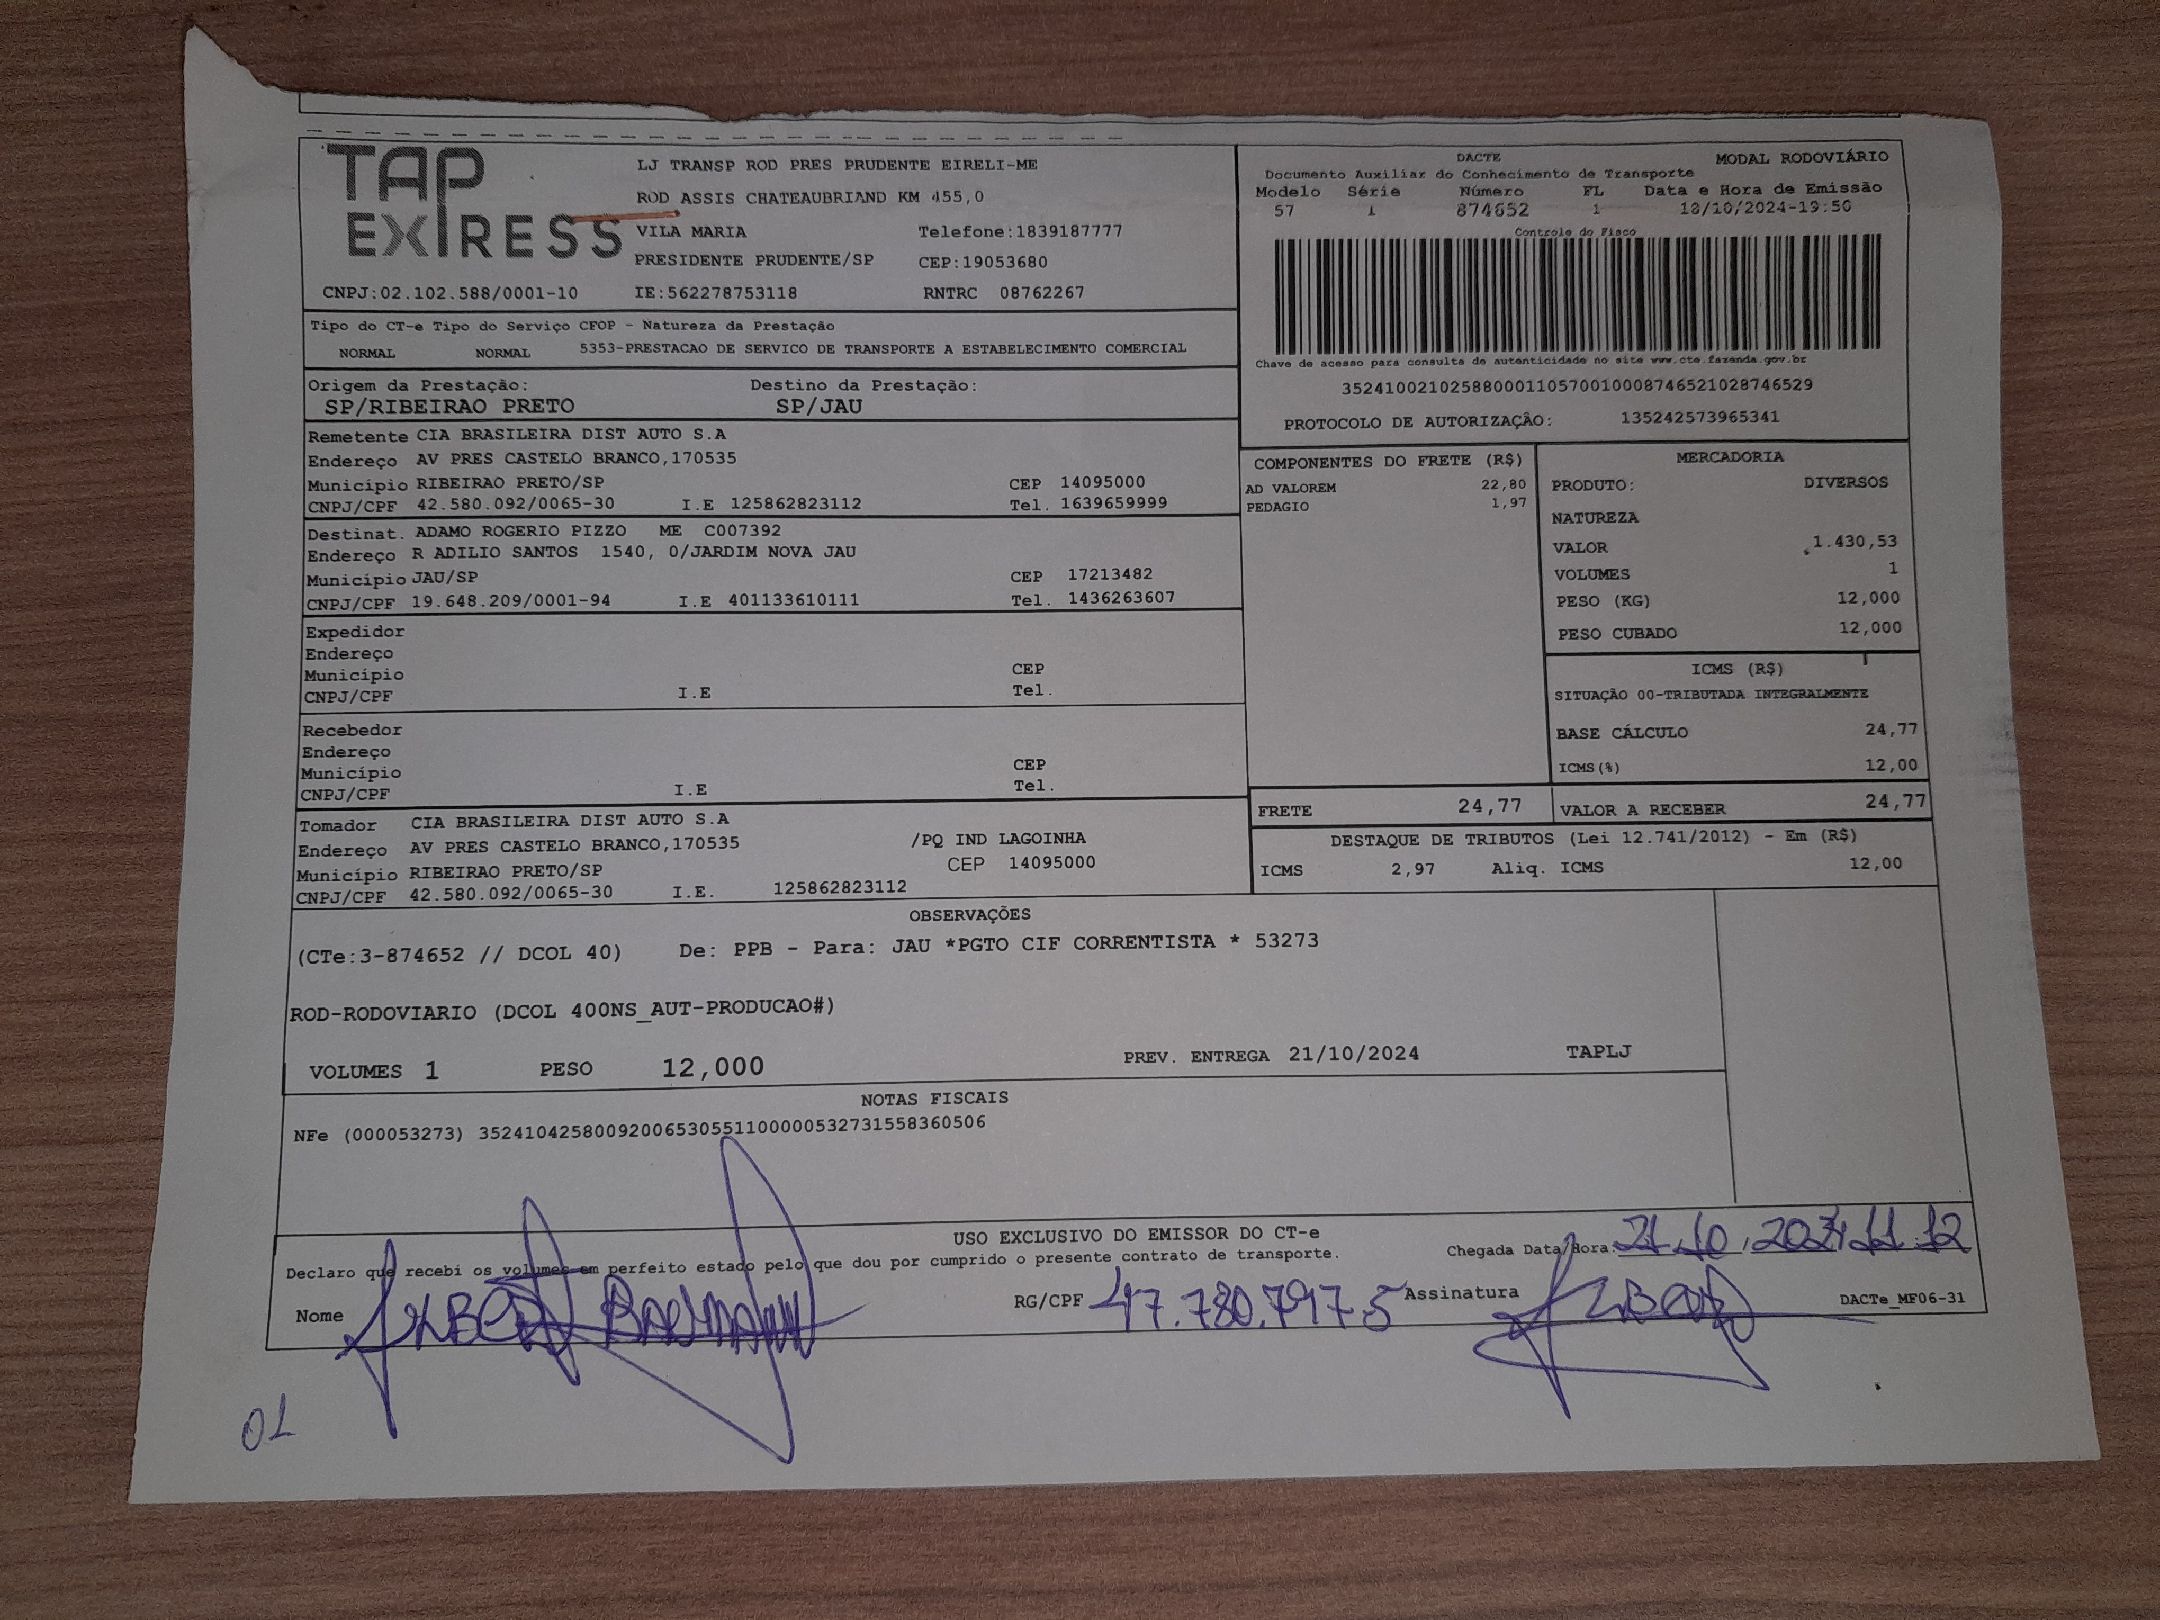 TAP
EXPRESS
LJ TRANSP ROD PRES PRUDENTE EIRELI-ME
ROD ASSIS CHATEAUBRIAND KM 455,0
VILA MARIA Telefone:1839187777
PRESIDENTE PRUDENTE/SP CEP:19053680
CNPJ:02.102.588/0001-10 IE:562278753118 RNTRC 08762267
DACTE MODAL RODOVIÁRIO
Documento Auxiliar do Conhecimento de Transporte
Modelo Série Número FL Data e Hora de Emissão
57 1 874652 1 18/10/2024-19:50
Controle do Fisco
Chave de acesso para consulta de autenticidade no site www.cte.fazenda.gov.br
35241002102588000110570010008746521028746529
PROTOCOLO DE AUTORIZAÇÃO: 135242573965341
Tipo do CT-e Tipo do Serviço CFOP - Natureza da Prestação
NORMAL NORMAL 5353-PRESTACAO DE SERVICO DE TRANSPORTE A ESTABELECIMENTO COMERCIAL
Origem da Prestação: Destino da Prestação:
SP/RIBEIRAO PRETO SP/JAU
Remetente CIA BRASILEIRA DIST AUTO S.A
Endereço AV PRES CASTELO BRANCO,170535
Município RIBEIRAO PRETO/SP CEP 14095000
CNPJ/CPF 42.580.092/0065-30 I.E 125862823112 Tel. 1639659999
Destinat. ADAMO ROGERIO PIZZO ME C007392
Endereço R ADILIO SANTOS 1540, 0/JARDIM NOVA JAU
Município JAU/SP CEP 17213482
CNPJ/CPF 19.648.209/0001-94 I.E 401133610111 Tel. 1436263607
Expedidor
Endereço
Município CEP
CNPJ/CPF I.E Tel.
Recebedor
Endereço
Município CEP
CNPJ/CPF I.E Tel.
Tomador CIA BRASILEIRA DIST AUTO S.A
Endereço AV PRES CASTELO BRANCO,170535 /PQ IND LAGOINHA
Município RIBEIRAO PRETO/SP CEP 14095000
CNPJ/CPF 42.580.092/0065-30 I.E. 125862823112
COMPONENTES DO FRETE (R$)
AD VALOREM 22,80
PEDAGIO 1,97
MERCADORIA
PRODUTO: DIVERSOS
NATUREZA
VALOR 1.430,53
VOLUMES 1
PESO (KG) 12,000
PESO CUBADO 12,000
ICMS (R$)
SITUAÇÃO 00-TRIBUTADA INTEGRALMENTE
BASE CÁLCULO 24,77
ICMS(%) 12,00
FRETE 24,77 VALOR A RECEBER 24,77
DESTAQUE DE TRIBUTOS (Lei 12.741/2012) - Em (R$)
ICMS 2,97 Aliq. ICMS 12,00
OBSERVAÇÕES
(CTe:3-874652 // DCOL 40) De: PPB - Para: JAU *PGTO CIF CORRENTISTA * 53273
ROD-RODOVIARIO (DCOL 400NS_AUT-PRODUCAO#)
VOLUMES 1 PESO 12,000 PREV. ENTREGA 21/10/2024 TAPLJ
NOTAS FISCAIS
NFe (000053273) 35241042580092006530551100000532731558360506
USO EXCLUSIVO DO EMISSOR DO CT-e
Declaro que recebi os volumes em perfeito estado pelo que dou por cumprido o presente contrato de transporte.
Chegada Data/Hora: 21.10.2024 11:12
Nome RG/CPF 47.780.797.5 Assinatura DACTe_MF06-31